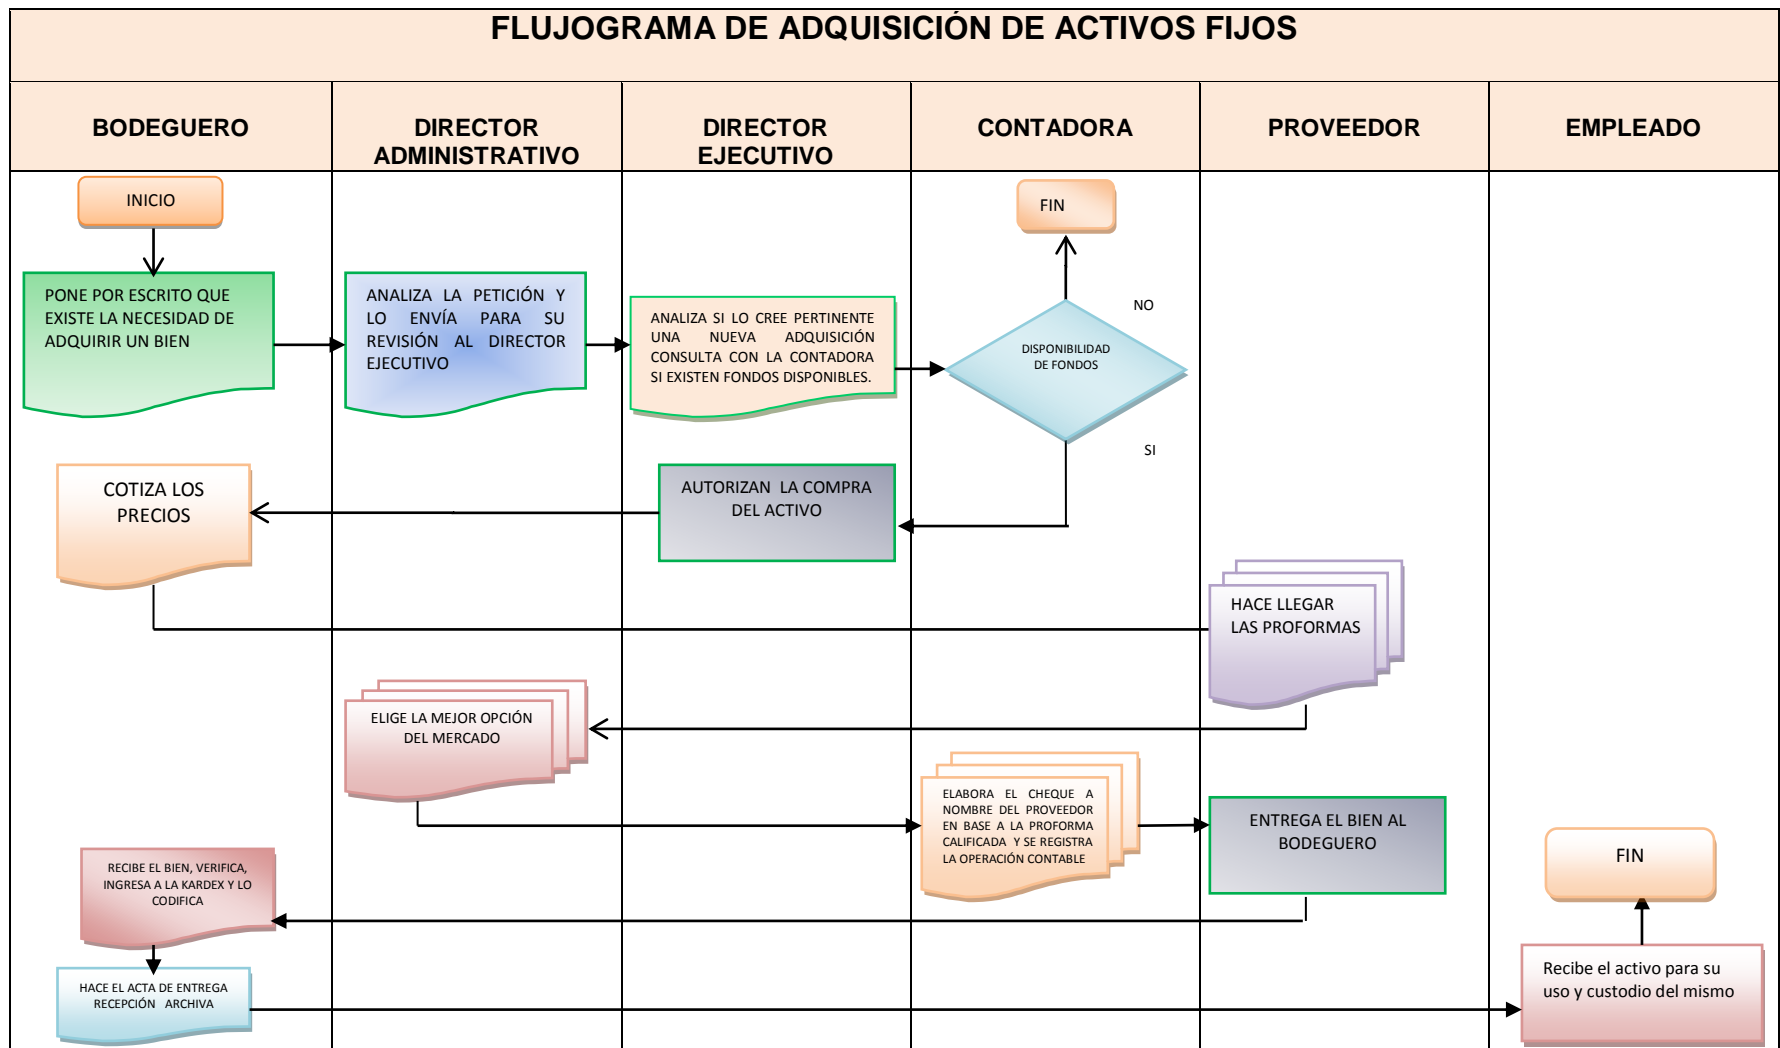 FLUJOGRAMA DE ADQUISICIÓN DE ACTIVOS FIJOS
BODEGUERO
DIRECTOR
ADMINISTRATIVO
DIRECTOR
EJECUTIVO
CONTADORA
PROVEEDOR
EMPLEADO
INICIO
FIN
PONE POR ESCRITO QUE
EXISTE LA NECESIDAD DE
ADQUIRIR UN BIEN
ANALIZA LA PETICIÓN Y
LO ENVÍA PARA SU
REVISIÓN AL DIRECTOR
EJECUTIVO
ANALIZA SI LO CREE PERTINENTE
UNA NUEVA ADQUISICIÓN
CONSULTA CON LA CONTADORA
SI EXISTEN FONDOS DISPONIBLES.
NO
DISPONIBILIDAD
DE FONDOS
SI
AUTORIZAN LA COMPRA
DEL ACTIVO
COTIZA LOS
PRECIOS
HACE LLEGAR
LAS PROFORMAS
ELIGE LA MEJOR OPCIÓN
DEL MERCADO
ELABORA EL CHEQUE A
NOMBRE DEL PROVEEDOR
EN BASE A LA PROFORMA
CALIFICADA Y SE REGISTRA
LA OPERACIÓN CONTABLE
ENTREGA EL BIEN AL
BODEGUERO
RECIBE EL BIEN, VERIFICA,
INGRESA A LA KARDEX Y LO
CODIFICA
HACE EL ACTA DE ENTREGA
RECEPCIÓN ARCHIVA
Recibe el activo para su
uso y custodio del mismo
FIN